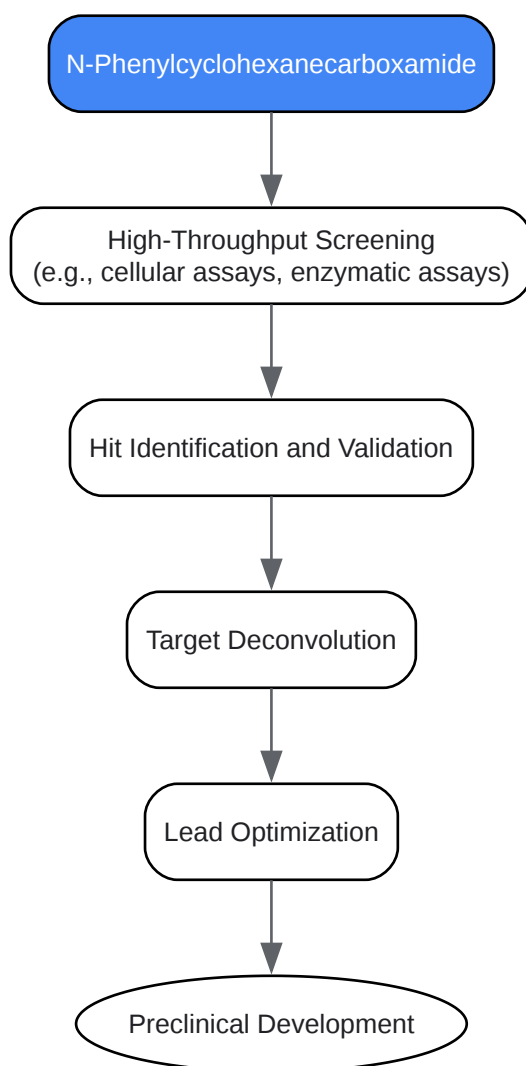 N-Phenylcyclohexanecarboxamide
High-Throughput Screening
(e.g., cellular assays, enzymatic assays)
Hit Identification and Validation
Target Deconvolution
Lead Optimization
Preclinical Development